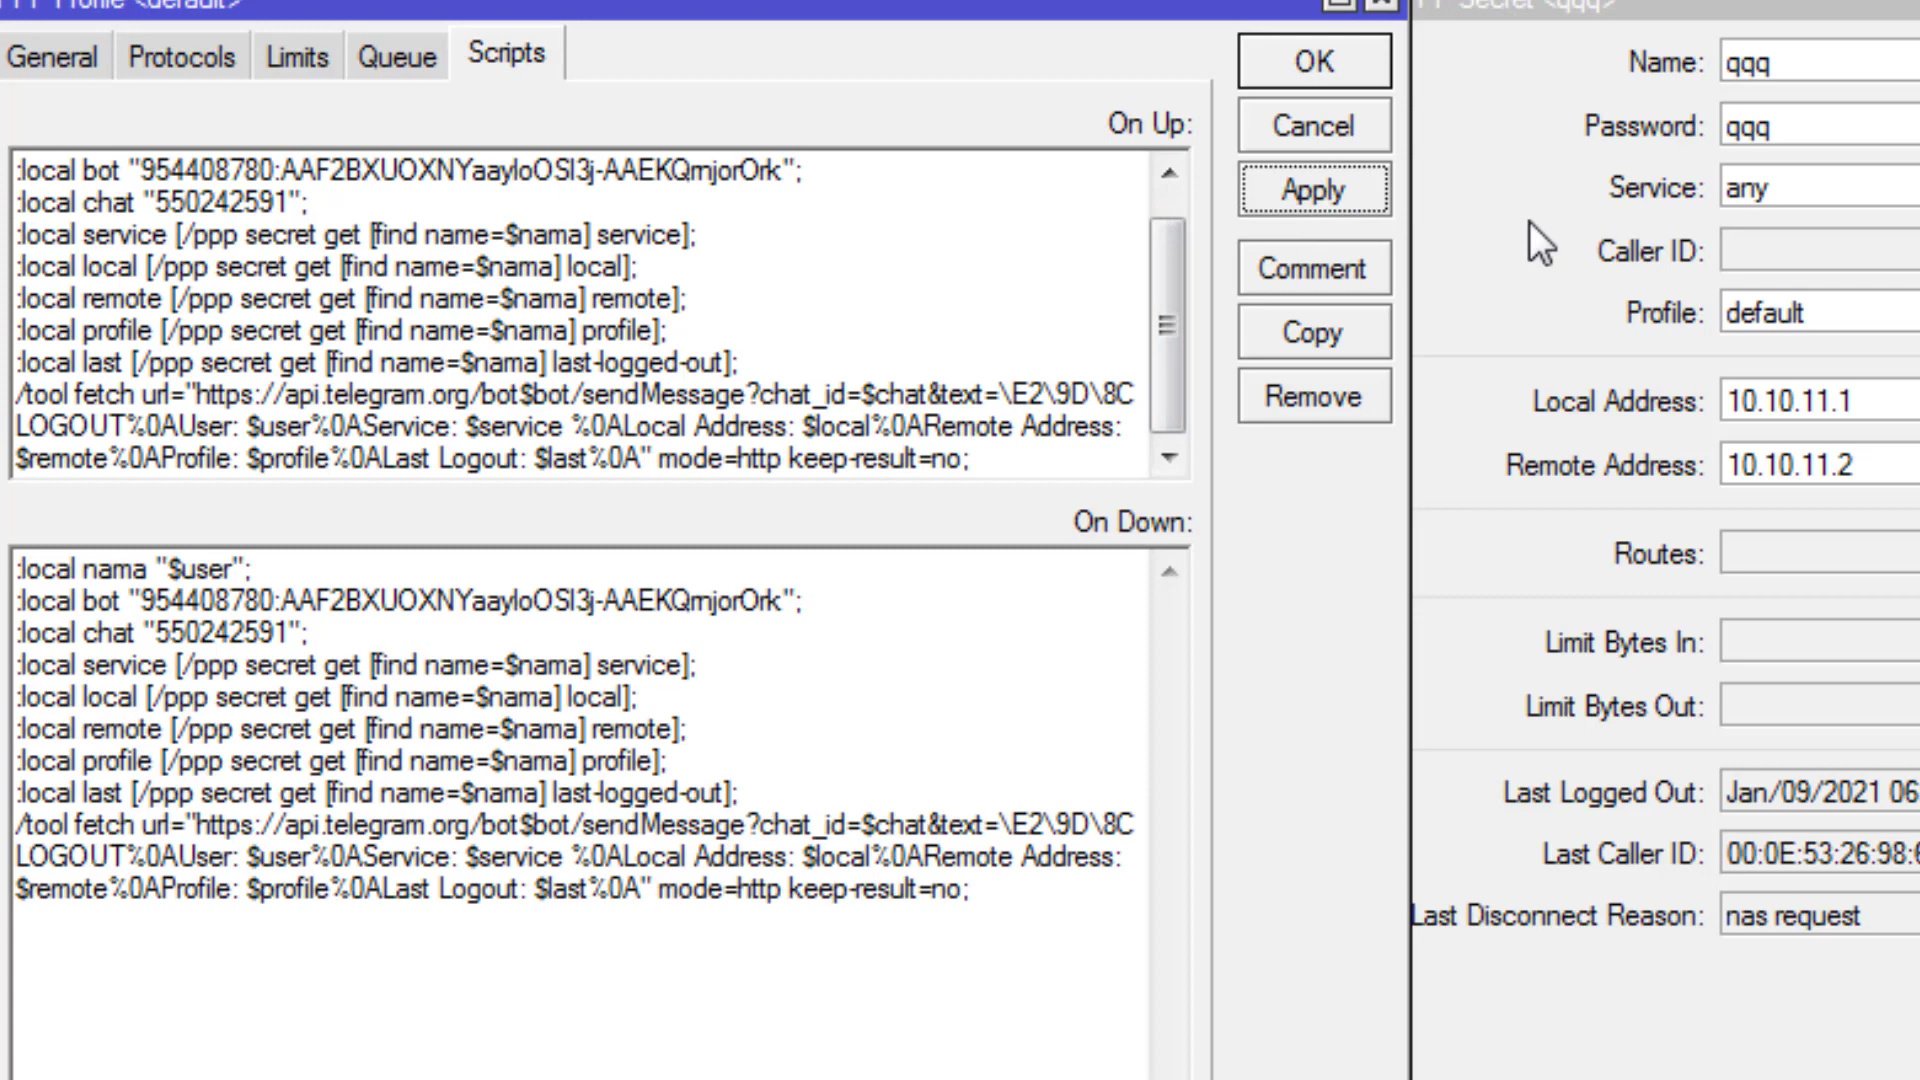 PPP Profile <default>
General Protocols Limits Queue Scripts
On Up:
:local bot "954408780:AAF2BXUOXNYaayloOSI3j-AAEKQmjorOrk";
:local chat "550242591";
:local service [/ppp secret get [find name=$nama] service];
:local local [/ppp secret get [find name=$nama] local];
:local remote [/ppp secret get [find name=$nama] remote];
:local profile [/ppp secret get [find name=$nama] profile];
:local last [/ppp secret get [find name=$nama] last-logged-out];
/tool fetch url="https://api.telegram.org/bot$bot/sendMessage?chat_id=$chat&text=\E2\9D\8C
LOGOUT%0AUser: $user%0AService: $service %0ALocal Address: $local%0ARemote Address:
$remote%0AProfile: $profile%0ALast Logout: $last%0A" mode=http keep-result=no;
On Down:
:local nama "$user";
:local bot "954408780:AAF2BXUOXNYaayloOSI3j-AAEKQmjorOrk";
:local chat "550242591";
:local service [/ppp secret get [find name=$nama] service];
:local local [/ppp secret get [find name=$nama] local];
:local remote [/ppp secret get [find name=$nama] remote];
:local profile [/ppp secret get [find name=$nama] profile];
:local last [/ppp secret get [find name=$nama] last-logged-out];
/tool fetch url="https://api.telegram.org/bot$bot/sendMessage?chat_id=$chat&text=\E2\9D\8C
LOGOUT%0AUser: $user%0AService: $service %0ALocal Address: $local%0ARemote Address:
$remote%0AProfile: $profile%0ALast Logout: $last%0A" mode=http keep-result=no;
OK
Cancel
Apply
Comment
Copy
Remove
PPP Secret <qqq>
Name: qqq
Password: qqq
Service: any
Caller ID:
Profile: default
Local Address: 10.10.11.1
Remote Address: 10.10.11.2
Routes:
Limit Bytes In:
Limit Bytes Out:
Last Logged Out: Jan/09/2021 06
Last Caller ID: 00:0E:53:26:98:6
Last Disconnect Reason: nas request